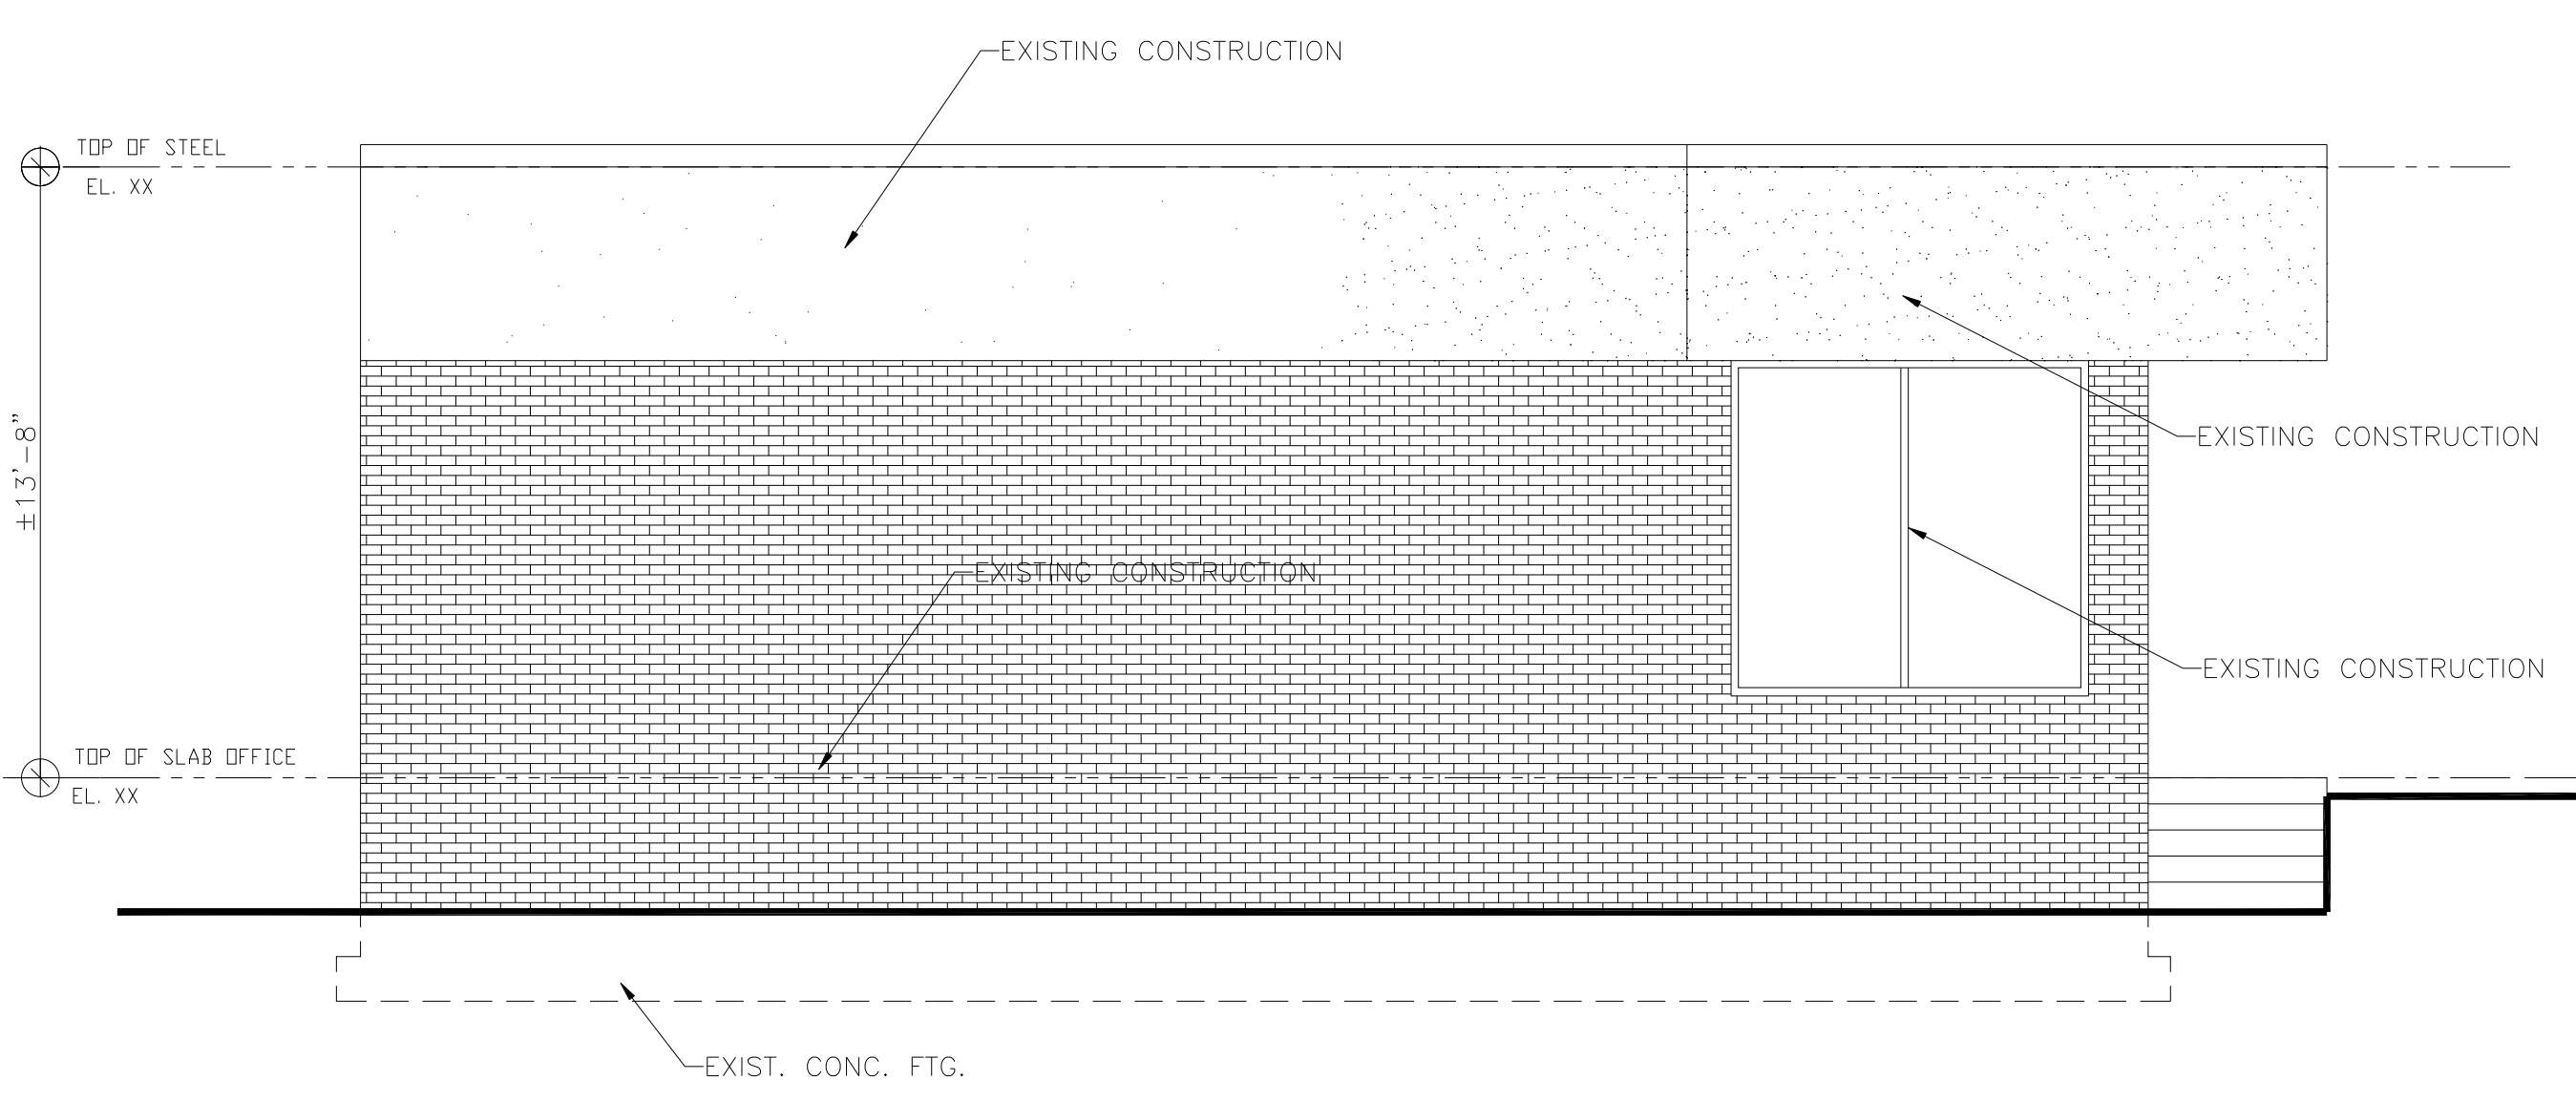 EXISTING CONSTRUCTION
TOP OF STEEL
EL. XX
±13'-8"
EXISTING CONSTRUCTION
EXISTING CONSTRUCTION
EXISTING CONSTRUCTION
TOP OF SLAB OFFICE
EL. XX
EXIST. CONC. FTG.